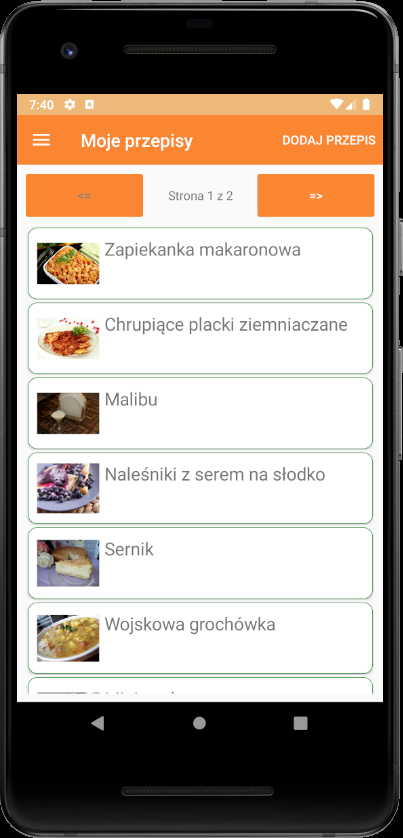 7:40
Moje przepisy
DODAJ PRZEPIS
<=
Strona 1 z 2
=>
Zapiekanka makaronowa
Chrupiące placki ziemniaczane
Malibu
Naleśniki z serem na słodko
Sernik
Wojskowa grochówka